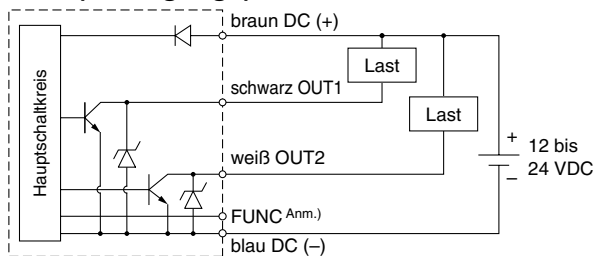 braun DC (+)
Hauptschaltkreis
Last
schwarz OUT1
Last
+
12 bis
24 VDC
–
weiß OUT2
FUNC Anm.)
blau DC (–)